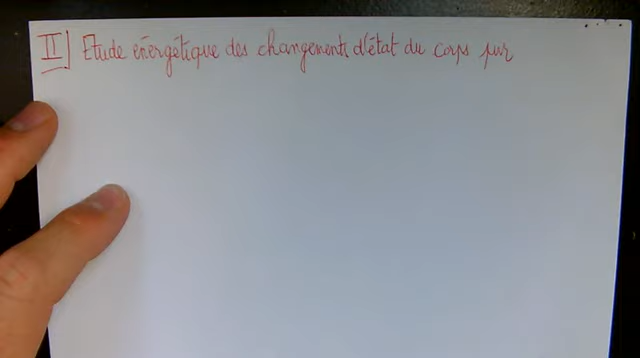 II] Etude énergétique des changements d'état du corps pur